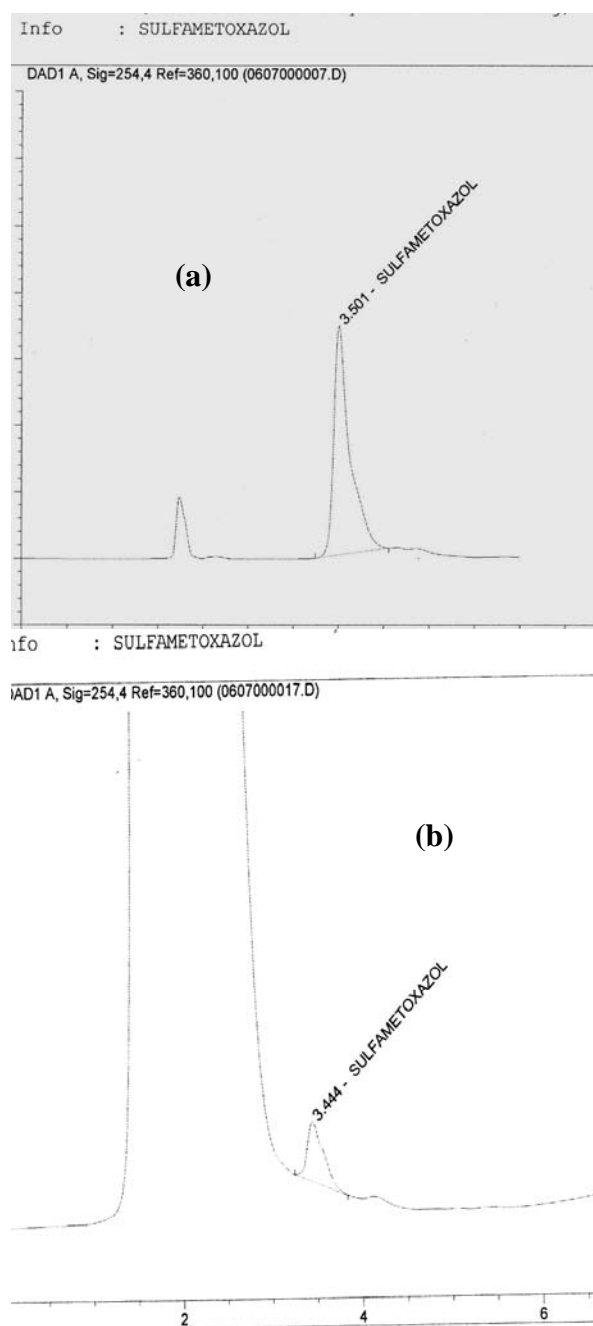 Info : SULFAMETOXAZOL
DAD1 A, Sig=254,4 Ref=360,100 (0607000007.D)
3.501 - SULFAMETOXAZOL
(a)
nfo : SULFAMETOXAZOL
DAD1 A, Sig=254,4 Ref=360,100 (0607000017.D)
(b)
3.444 - SULFAMETOXAZOL
2 4 6